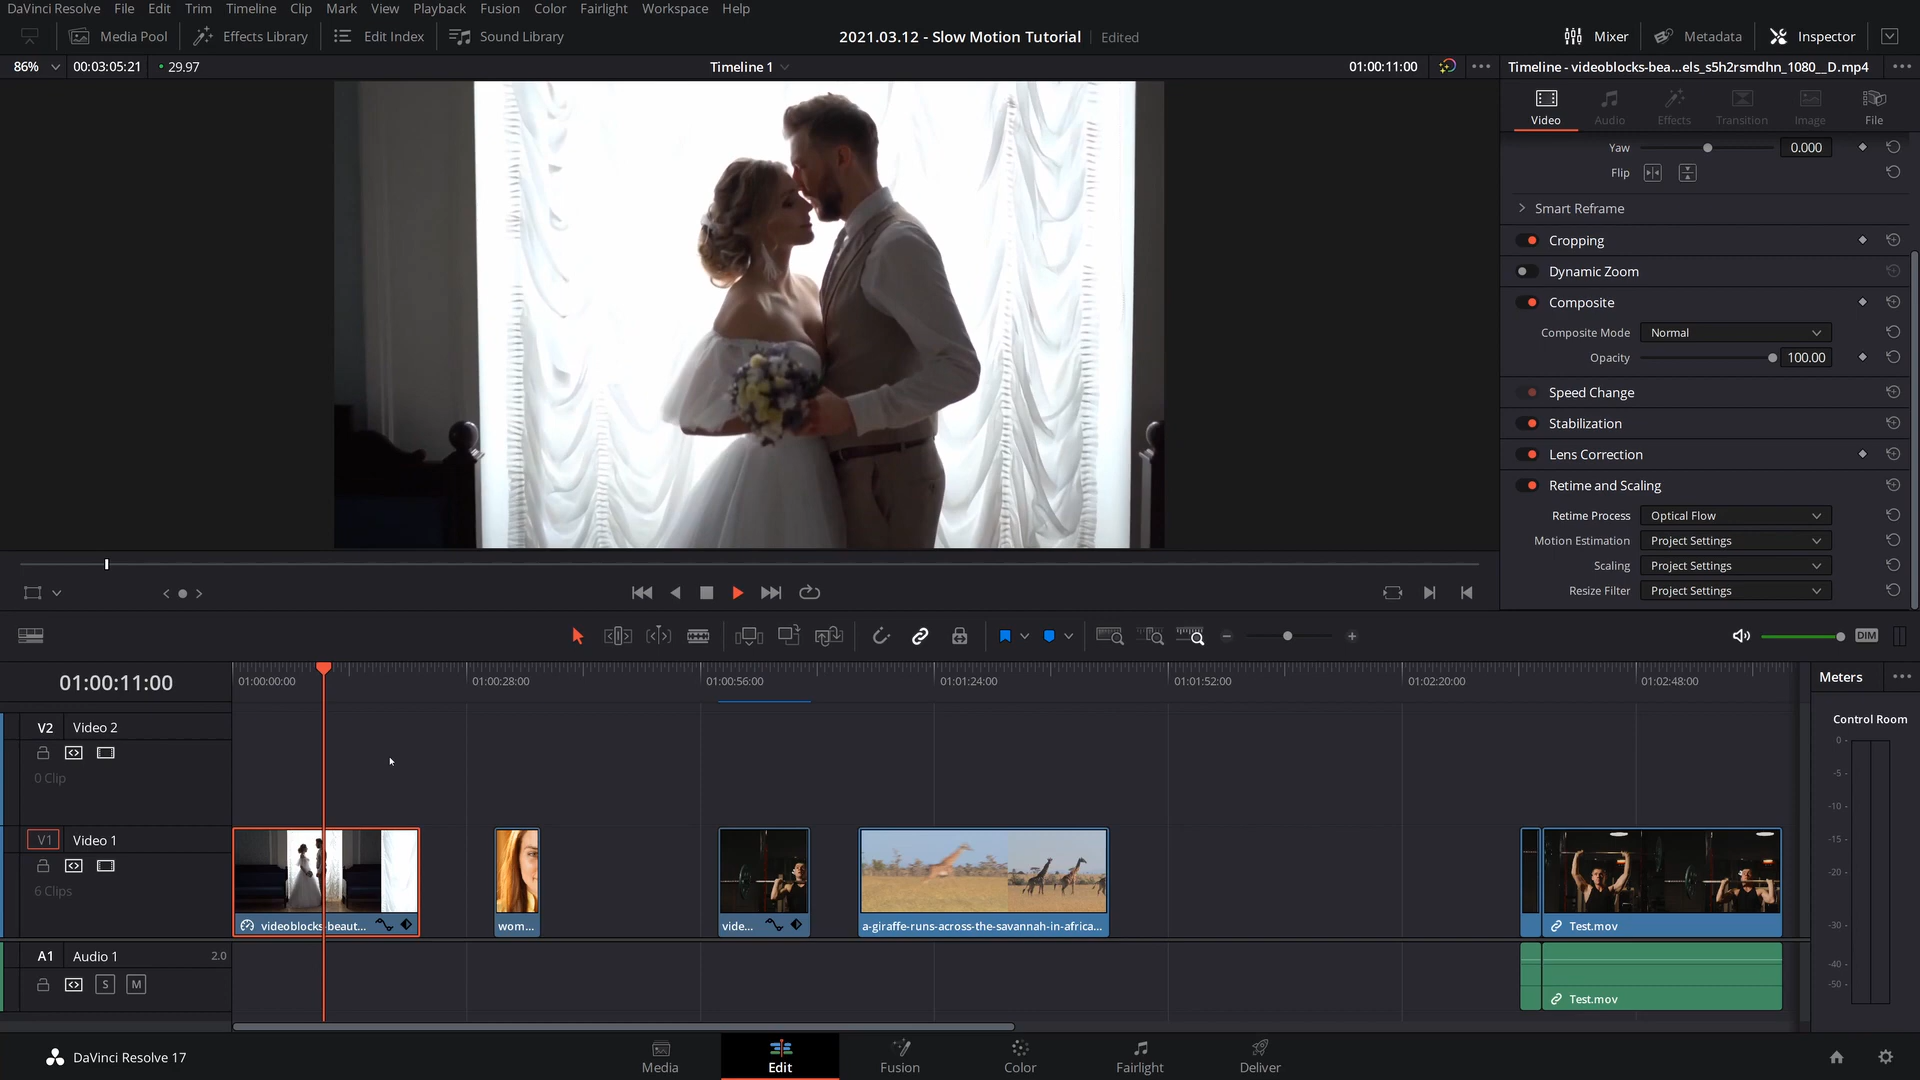 DaVinci Resolve File Edit Trim Timeline Clip Mark View Playback Fusion Color Fairlight Workspace Help
Media Pool Effects Library Edit Index Sound Library 2021.03.12 - Slow Motion Tutorial Edited Mixer Metadata Inspector
86% 00:03:05:21 29.97 Timeline 1 01:00:11:00 Timeline - videoblocks-bea...els_s5h2rsmdhn_1080__D.mp4
Video Audio Effects Transition Image File
Yaw 0.000
Flip
Smart Reframe
Cropping
Dynamic Zoom
Composite
Composite Mode Normal
Opacity 100.00
Speed Change
Stabilization
Lens Correction
Retime and Scaling
Retime Process Optical Flow
Motion Estimation Project Settings
Scaling Project Settings
Resize Filter Project Settings
DIM
01:00:11:00 01:00:00:00 01:00:28:00 01:00:56:00 01:01:24:00 01:01:52:00 01:02:20:00 01:02:48:00 Meters
Control Room
V2 Video 2
0 Clip
V1 Video 1
6 Clips
videoblocks-beaut... wom... vide... a-giraffe-runs-across-the-savannah-in-africa... Test.mov
A1 Audio 1 2.0
S M
Test.mov
0
-5
-10
-15
-20
-30
-40
-50
DaVinci Resolve 17 Media Edit Fusion Color Fairlight Deliver